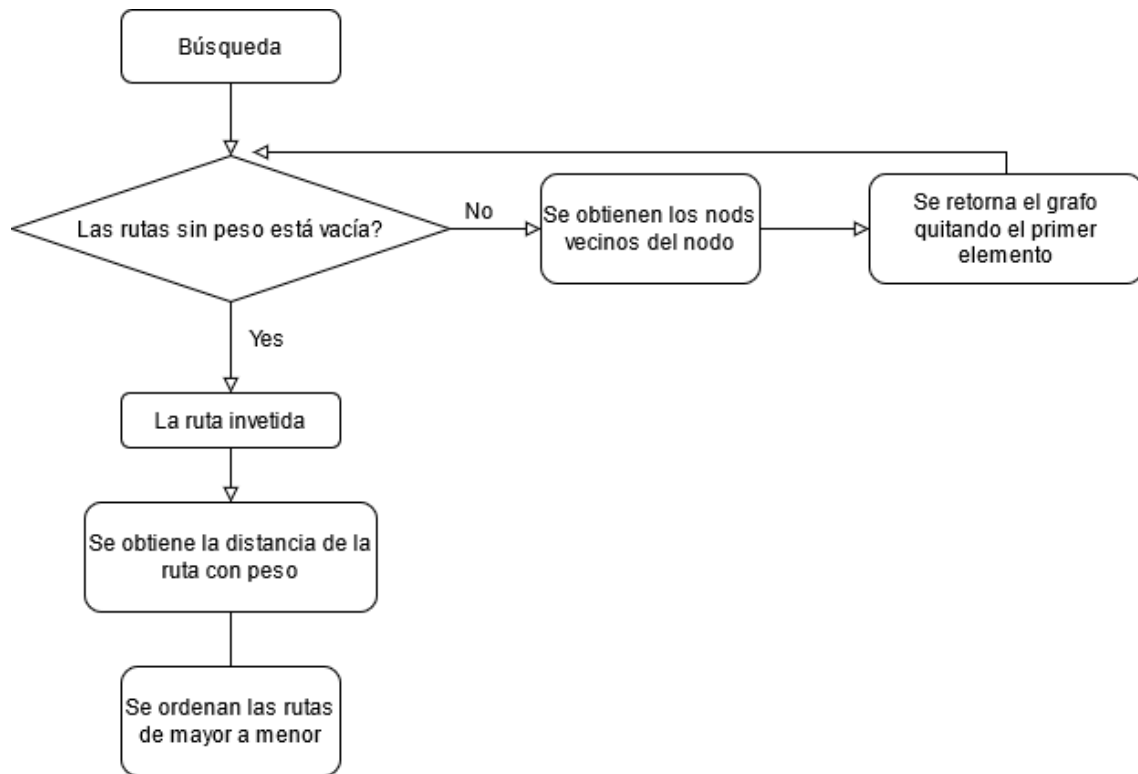 Búsqueda
Las rutas sin peso está vacía?
No
Se obtienen los nods
vecinos del nodo
Se retorna el grafo
quitando el primer
elemento
Yes
La ruta invetida
Se obtiene la distancia de la
ruta con peso
Se ordenan las rutas
de mayor a menor